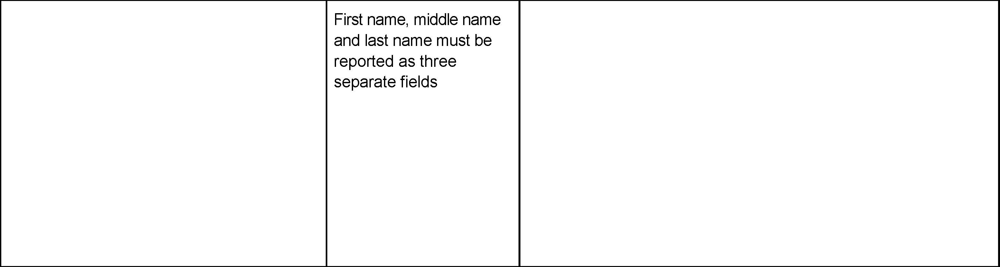 First name, middle name
and last name must be
reported as three
separate fields